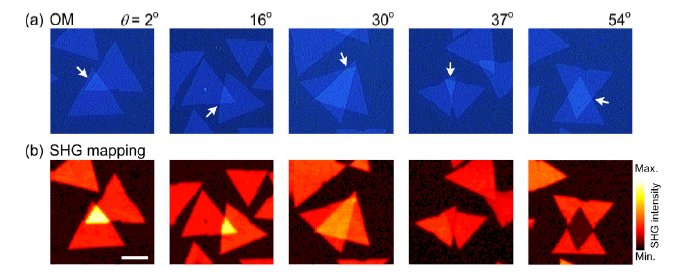 (a) OM θ = 2° 16° 30° 37° 54°
(b) SHG mapping
Max.
SHG intensity
Min.